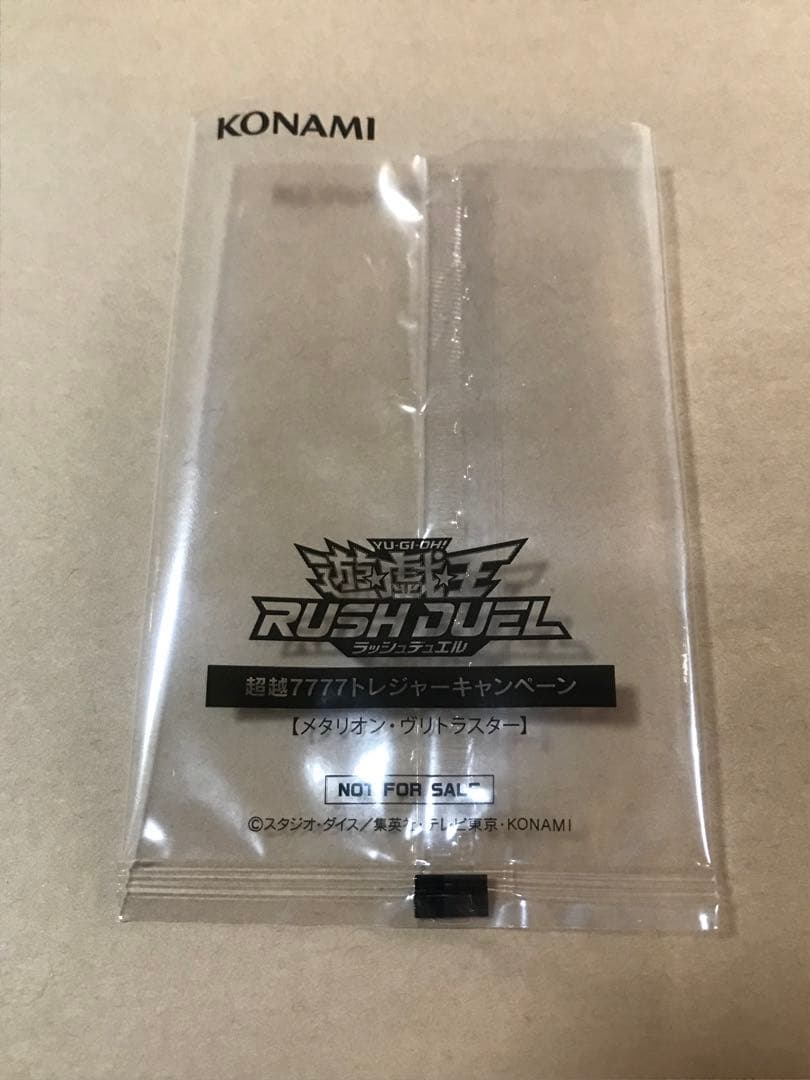 KONAMI
YU-GI-OH!
遊☆戯☆王
RUSH DUEL
ラッシュデュエル
超越7777トレジャーキャンペーン
【メタリオン・ヴリトラスター】
NOT FOR SALE
©スタジオ・ダイス/集英社・テレビ東京・KONAMI